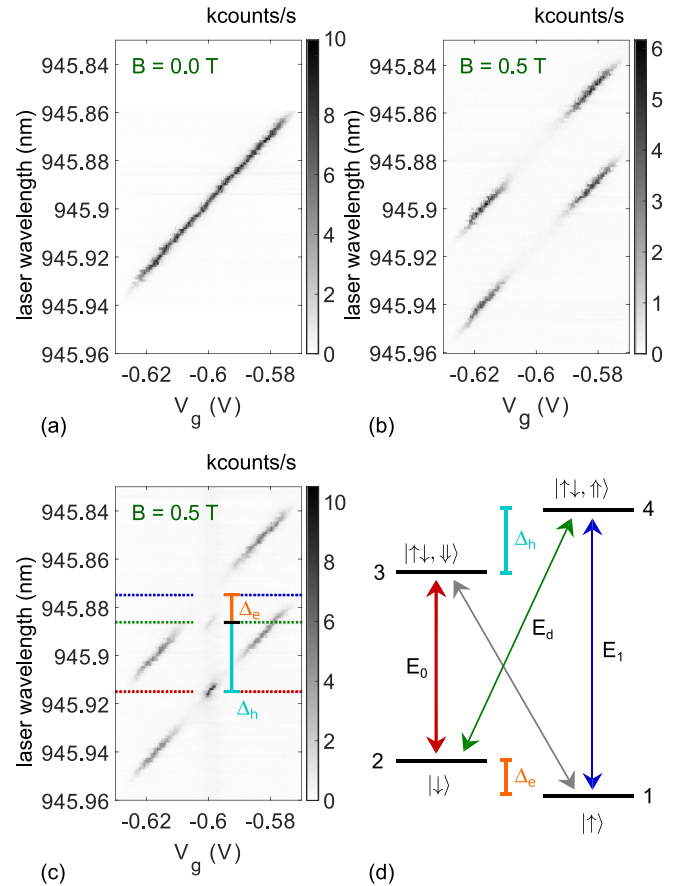 kcounts/s
B = 0.0 T
945.84
945.86
945.88
945.9
945.92
945.94
945.96
laser wavelength (nm)
10
8
6
4
2
0
-0.62 -0.6 -0.58
V_g (V)
(a)
kcounts/s
B = 0.5 T
945.84
945.86
945.88
945.9
945.92
945.94
945.96
laser wavelength (nm)
6
5
4
3
2
1
0
-0.62 -0.6 -0.58
V_g (V)
(b)
kcounts/s
B = 0.5 T
945.84
945.86
945.88
945.9
945.92
945.94
945.96
laser wavelength (nm)
Δ_e
Δ_h
10
8
6
4
2
0
-0.62 -0.6 -0.58
V_g (V)
(c)
|↑↓, ⇑⟩
4
Δ_h
|↑↓, ⇓⟩
3
E_0
E_d
E_1
2
|↓⟩
Δ_e
1
|↑⟩
(d)